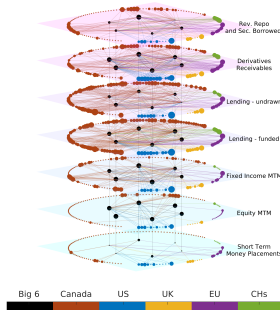 Rev. Repo
and Sec. Borrowed
Derivatives
Receivables
Lending - undrawn
Lending - funded
Fixed Income MTM
Equity MTM
Short Term
Money Placements
Big 6 Canada US UK EU CHs